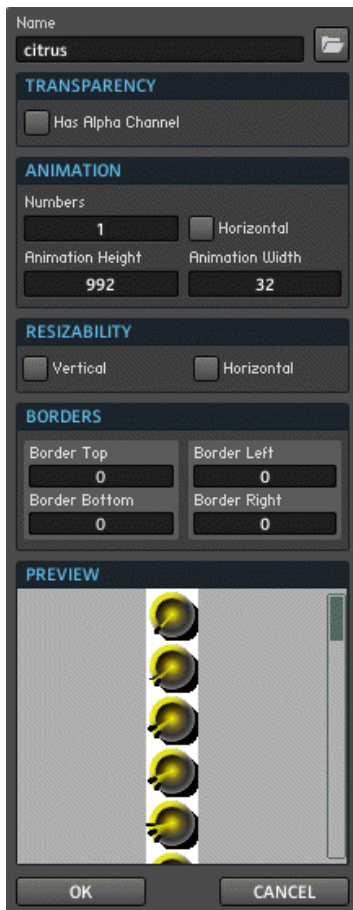 Name
citrus
TRANSPARENCY
Has Alpha Channel
ANIMATION
Numbers
1 Horizontal
Animation Height Animation Width
992 32
RESIZABILITY
Vertical Horizontal
BORDERS
Border Top Border Left
0 0
Border Bottom Border Right
0 0
PREVIEW
OK CANCEL